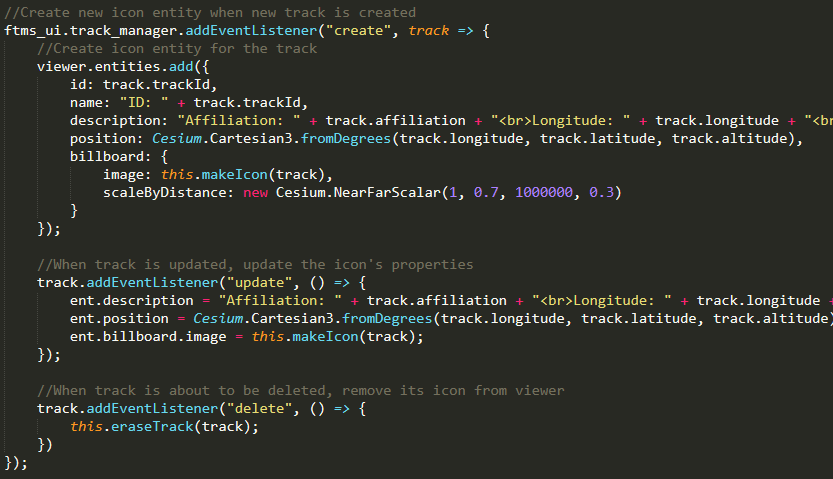 //Create new icon entity when new track is created
ftms_ui.track_manager.addEventListener("create", track => {
//Create icon entity for the track
viewer.entities.add({
id: track.trackId,
name: "ID: " + track.trackId,
description: "Affiliation: " + track.affiliation + "<br>Longitude: " + track.longitude + "<br
position: Cesium.Cartesian3.fromDegrees(track.longitude, track.latitude, track.altitude),
billboard: {
image: this.makeIcon(track),
scaleByDistance: new Cesium.NearFarScalar(1, 0.7, 1000000, 0.3)
}
});
//When track is updated, update the icon's properties
track.addEventListener("update", () => {
ent.description = "Affiliation: " + track.affiliation + "<br>Longitude: " + track.longitude +
ent.position = Cesium.Cartesian3.fromDegrees(track.longitude, track.latitude, track.altitude)
ent.billboard.image = this.makeIcon(track);
});
//When track is about to be deleted, remove its icon from viewer
track.addEventListener("delete", () => {
this.eraseTrack(track);
})
});